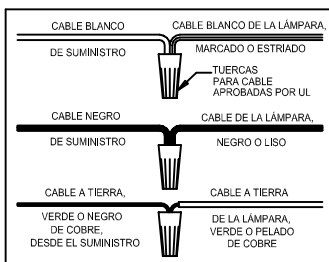 CABLE BLANCO
DE SUMINISTRO
CABLE BLANCO DE LA LÁMPARA,
MARCADO O ESTRIADO
TUERCAS
PARA CABLE
APROBADAS POR UL
CABLE NEGRO
DE SUMINISTRO
CABLE DE LA LÁMPARA,
NEGRO O LISO
CABLE A TIERRA,
VERDE O NEGRO
DE COBRE,
DESDE EL SUMINISTRO
CABLE A TIERRA
DE LA LÁMPARA,
VERDE O PELADO
DE COBRE